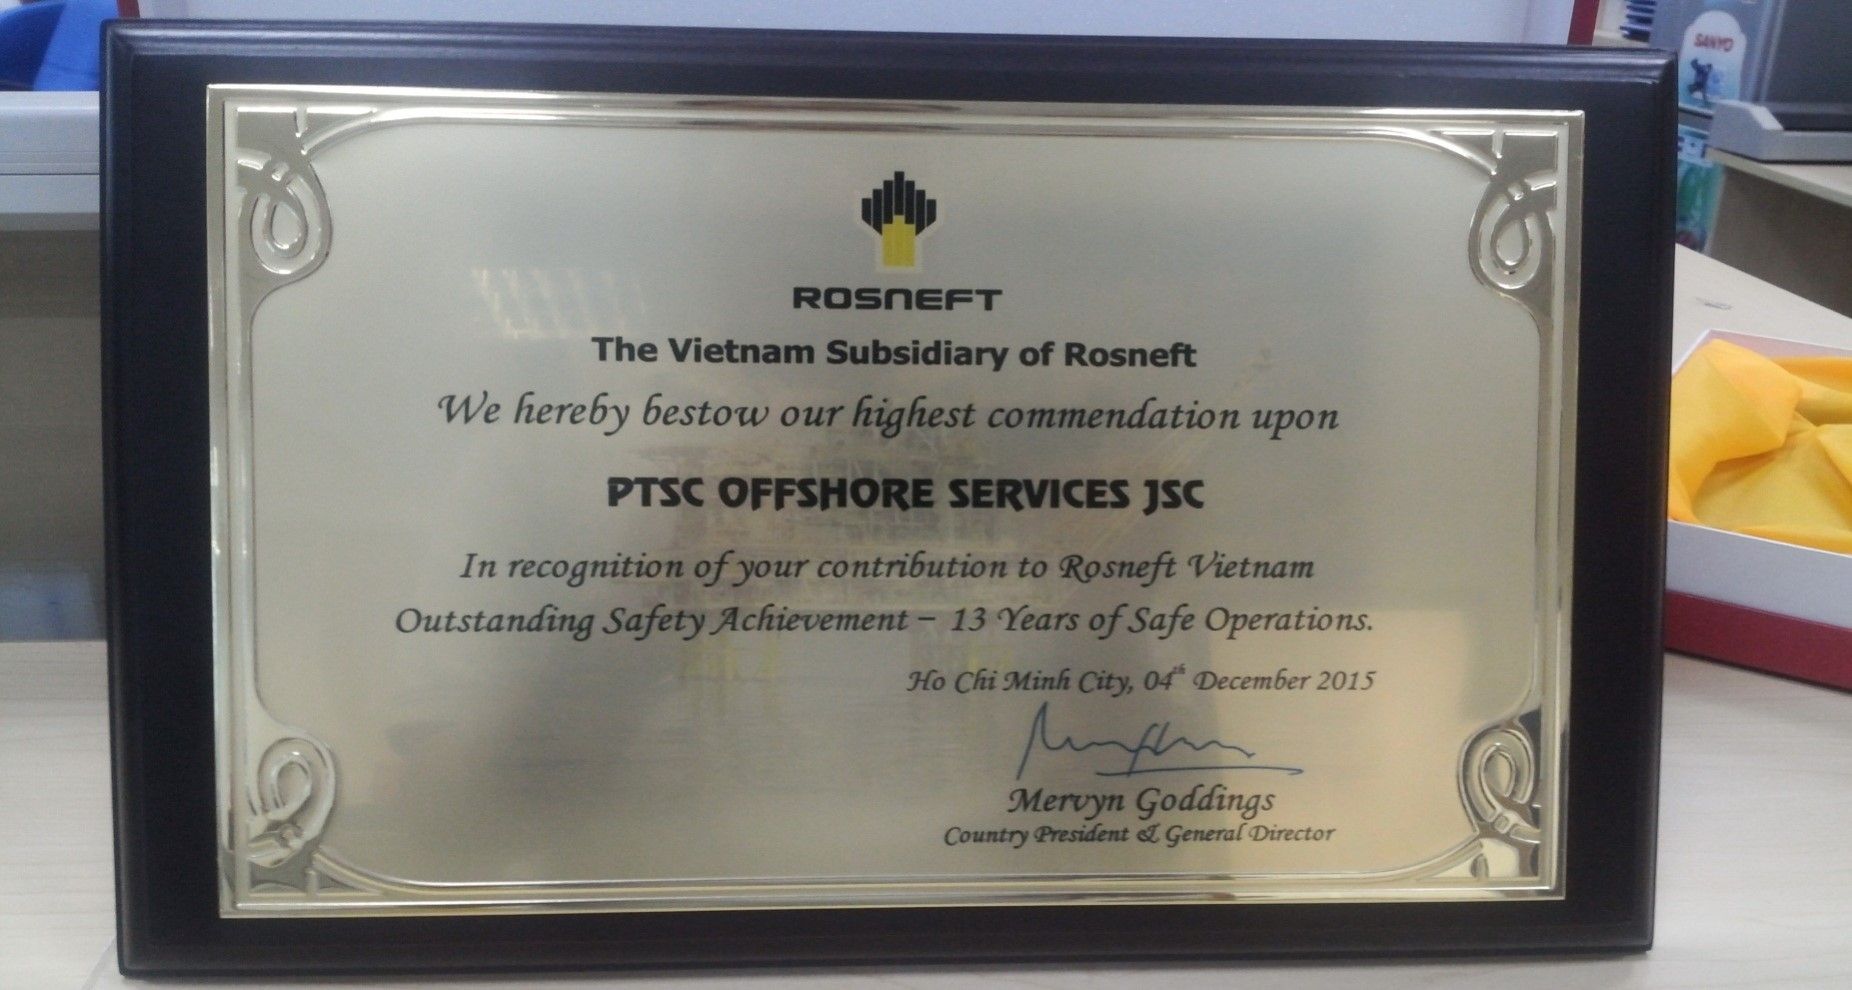 SANYO
ROSNEFT
The Vietnam Subsidiary of Rosneft
We hereby bestow our highest commendation upon
PTSC OFFSHORE SERVICES JSC
In recognition of your contribution to Rosneft Vietnam
Outstanding Safety Achievement – 13 Years of Safe Operations.
Ho Chi Minh City, 04th December 2015
Mervyn Goddings
Country President & General Director